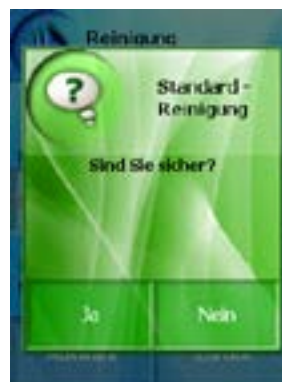 Reinigung
?
Standard -
Reinigung
Sind Sie sicher?
Ja
Nein